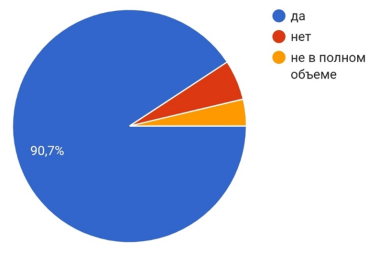 да
нет
не в полном
объеме
90,7%